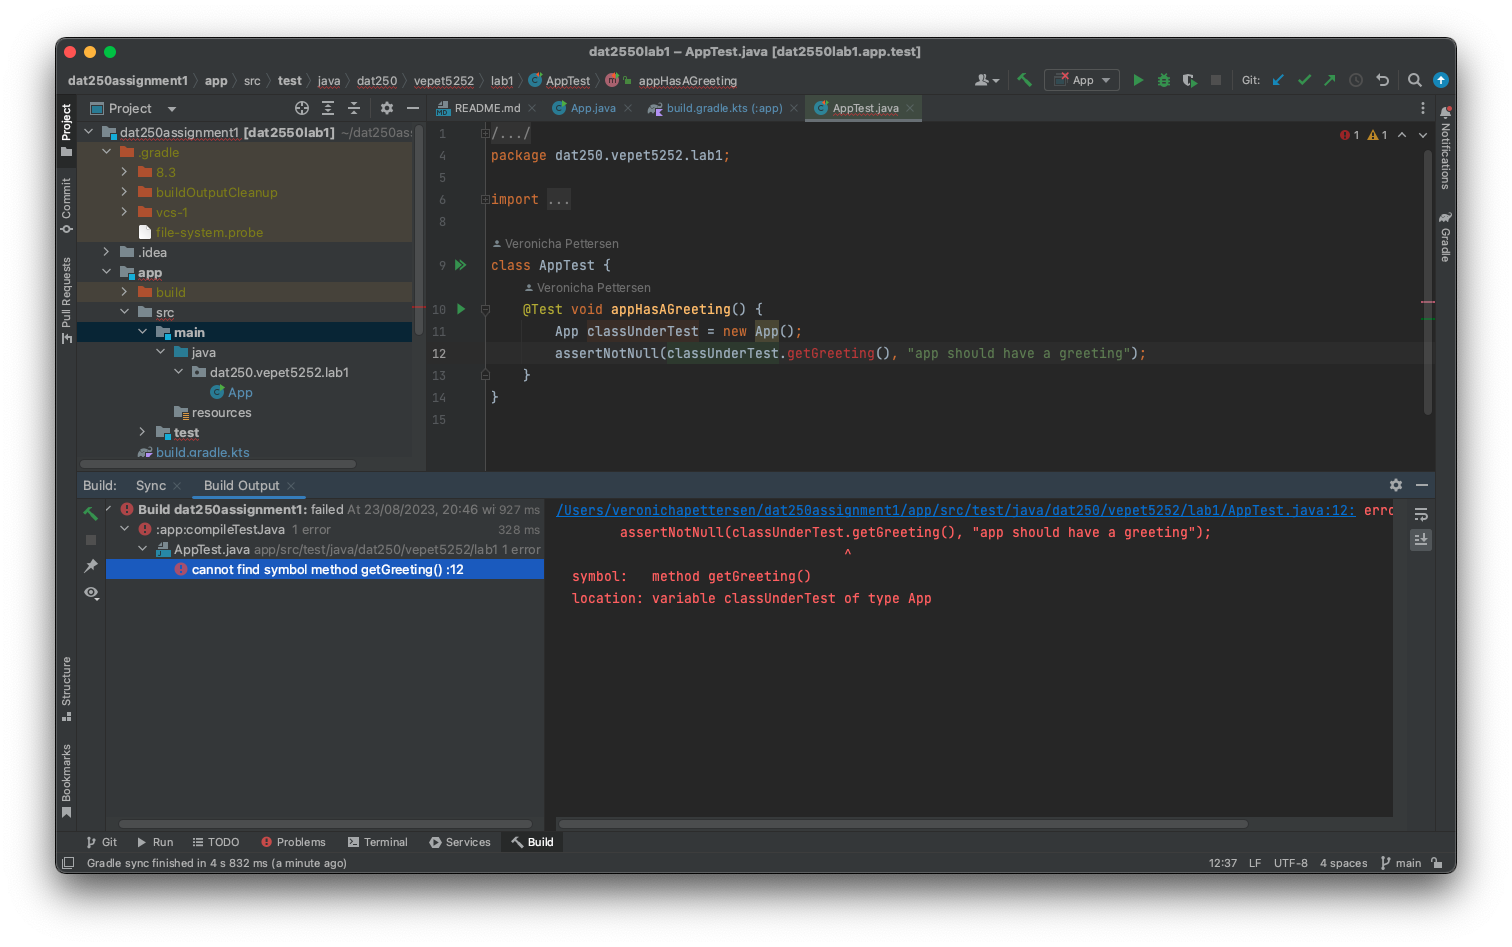 dat2550lab1 – AppTest.java [dat2550lab1.app.test]
dat250assignment1 app src test java dat250 vepet5252 lab1 AppTest appHasAGreeting
App
Git:
Project
README.md
App.java
build.gradle.kts (:app)
AppTest.java
Project
Commit
Pull Requests
Structure
Bookmarks
dat250assignment1 [dat2550lab1] ~/dat250as
.gradle
8.3
buildOutputCleanup
vcs-1
file-system.probe
.idea
app
build
src
main
java
dat250.vepet5252.lab1
App
resources
test
build.gradle.kts
1 /.../
4 package dat250.vepet5252.lab1;
5
6 import ...
8
Veronicha Pettersen
9 class AppTest {
Veronicha Pettersen
10 @Test void appHasAGreeting() {
11 App classUnderTest = new App();
12 assertNotNull(classUnderTest.getGreeting(), "app should have a greeting");
13 }
14 }
15
1 1
Notifications
Gradle
Build: Sync Build Output
Build dat250assignment1: failed At 23/08/2023, 20:46 wi 927 ms
:app:compileTestJava 1 error 328 ms
AppTest.java app/src/test/java/dat250/vepet5252/lab1 1 error
cannot find symbol method getGreeting() :12
/Users/veronichapettersen/dat250assignment1/app/src/test/java/dat250/vepet5252/lab1/AppTest.java:12: erro
assertNotNull(classUnderTest.getGreeting(), "app should have a greeting");
^
symbol: method getGreeting()
location: variable classUnderTest of type App
Git Run TODO Problems Terminal Services Build
Gradle sync finished in 4 s 832 ms (a minute ago)
12:37 LF UTF-8 4 spaces main